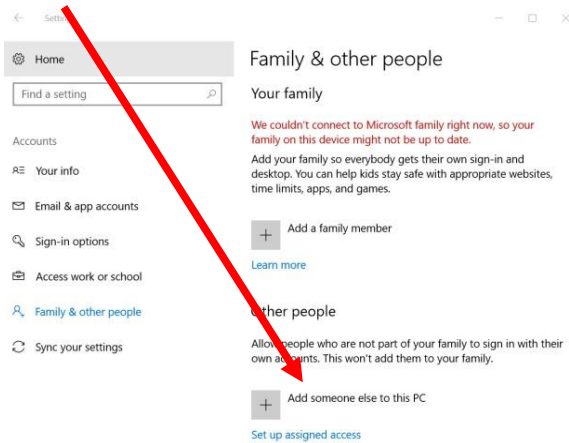 Home
Find a setting
Accounts
Your info
Email & app accounts
Sign-in options
Access work or school
Family & other people
Sync your settings
Family & other people
Your family
We couldn't connect to Microsoft family right now, so your
family on this device might not be up to date.
Add your family so everybody gets their own sign-in and
desktop. You can help kids stay safe with appropriate websites,
time limits, apps, and games.
Add a family member
Learn more
Other people
Allow people who are not part of your family to sign in with their
own accounts. This won't add them to your family.
Add someone else to this PC
Set up assigned access